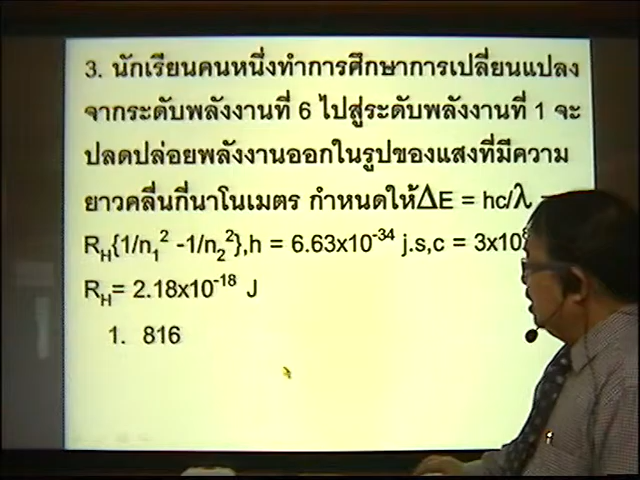 3. นักเรียนคนหนึ่งทำการศึกษาการเปลี่ยนแปลง
จากระดับพลังงานที่ 6 ไปสู่ระดับพลังงานที่ 1 จะ
ปลดปล่อยพลังงานออกในรูปของแสงที่มีความ
ยาวคลื่นกี่นาโนเมตร กำหนดให้ΔE = hc/λ =
R_H{1/n₁² -1/n₂²},h = 6.63x10⁻³⁴ j.s,c = 3x10⁸
R_H= 2.18x10⁻¹⁸ J
1. 816